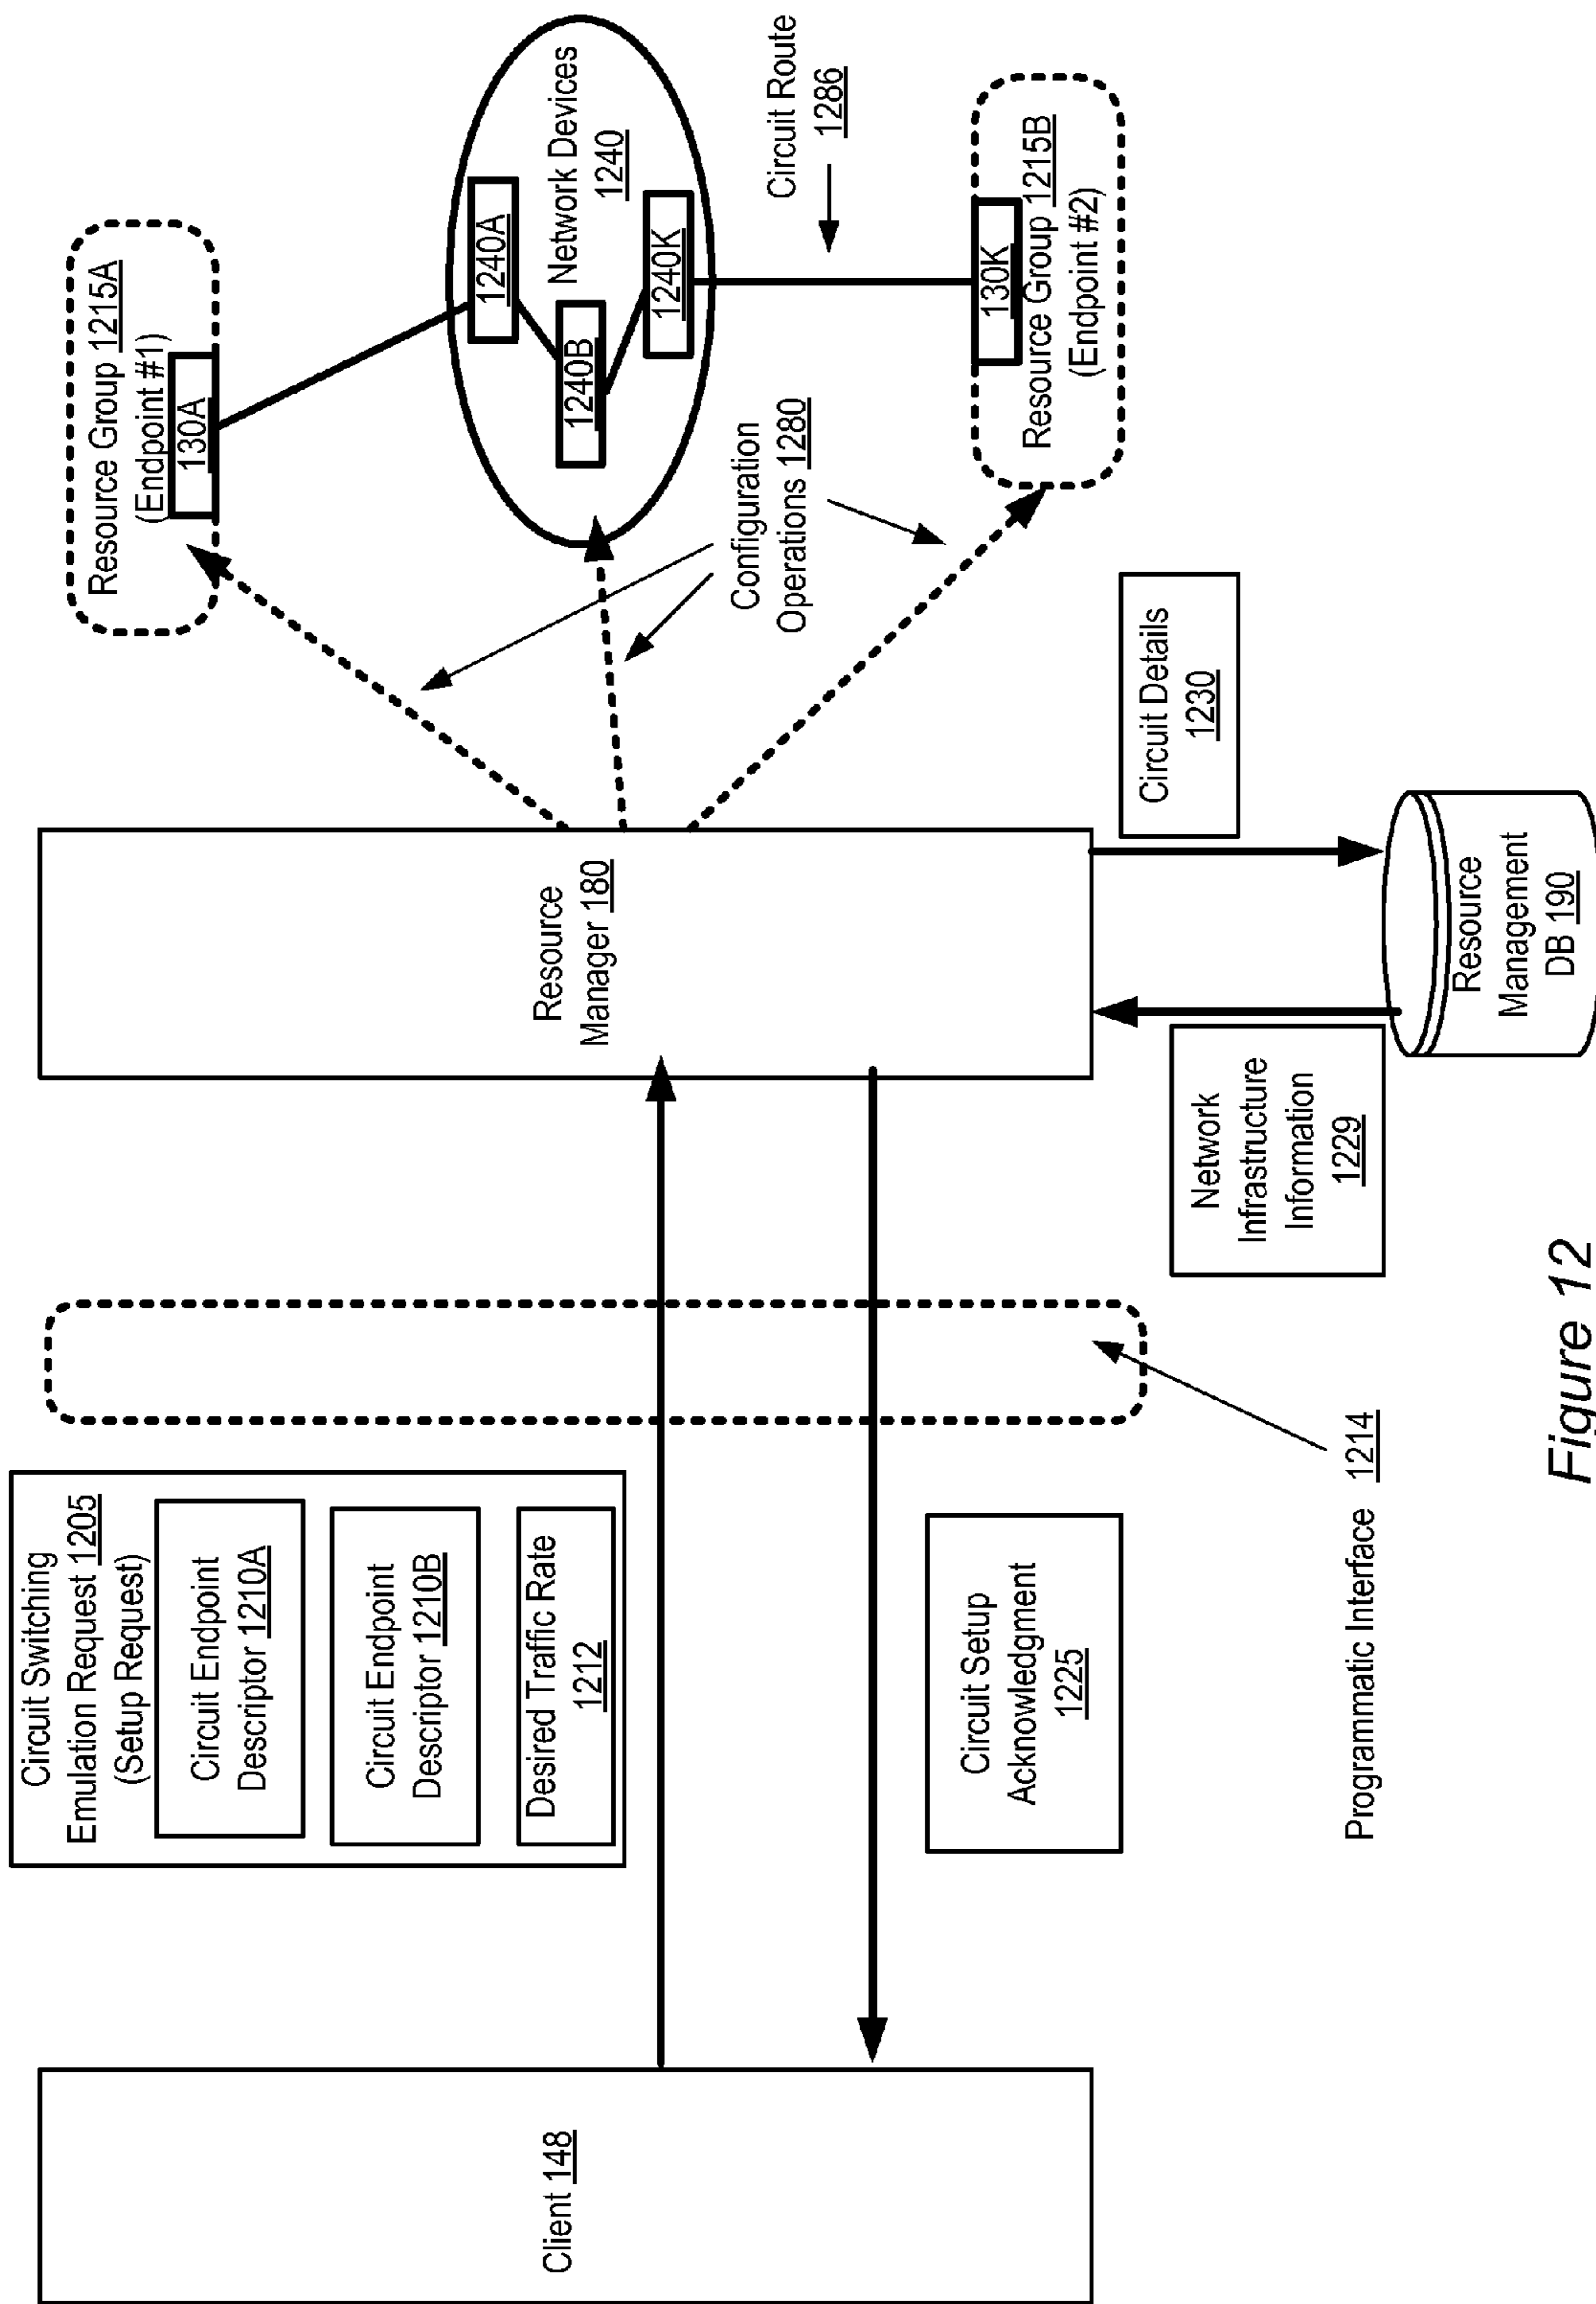 Circuit Switching
Emulation Request 1205
(Setup Request)
Circuit Endpoint
Descriptor 1210A
Circuit Endpoint
Descriptor 1210B
Desired Traffic Rate
1212
Client 148
Circuit Setup
Acknowledgment
1225
Programmatic Interface 1214
Resource
Manager 180
Network
Infrastructure
Information
1229
Circuit Details
1230
Resource
Management
DB 190
Configuration
Operations 1280
Resource Group 1215A
(Endpoint #1)
130A
1240A
1240B
1240K
Network Devices
1240
Circuit Route
1286
130K
Resource Group 1215B
(Endpoint #2)
Figure 12